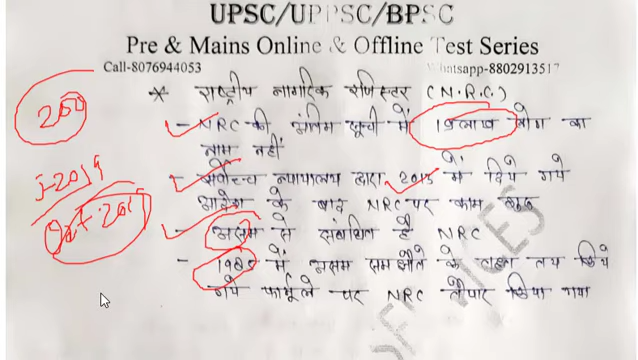 UPSC/UPPSC/BPSC
Pre & Mains Online & Offline Test Series
Call-8076944053 Whatsapp-8802913517
* राष्ट्रीय नागरिक रजिस्टर (N.R.C.)
- NRC की अंतिम सूची में 19 लाख लोग का
नाम नहीं
- सर्वोच्च न्यायालय द्वारा 2013 में दिये गये
आदेश के बाद NRC पर काम शुरू
- असम से संबंधित है NRC
- 1985 में असम समझौते के तहत तय किये
गये फार्मूले पर NRC तैयार किया गया
J-2019
Oct-2019